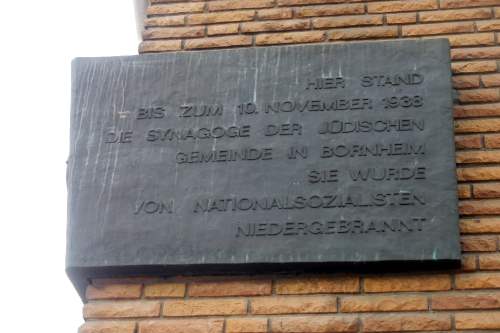 HIER STAND
BIS ZUM 10. NOVEMBER 1938
DIE SYNAGOGE DER JÜDISCHEN
GEMEINDE IN BORNHEIM
SIE WURDE
VON NATIONALSOZIALISTEN
NIEDERGEBRANNT